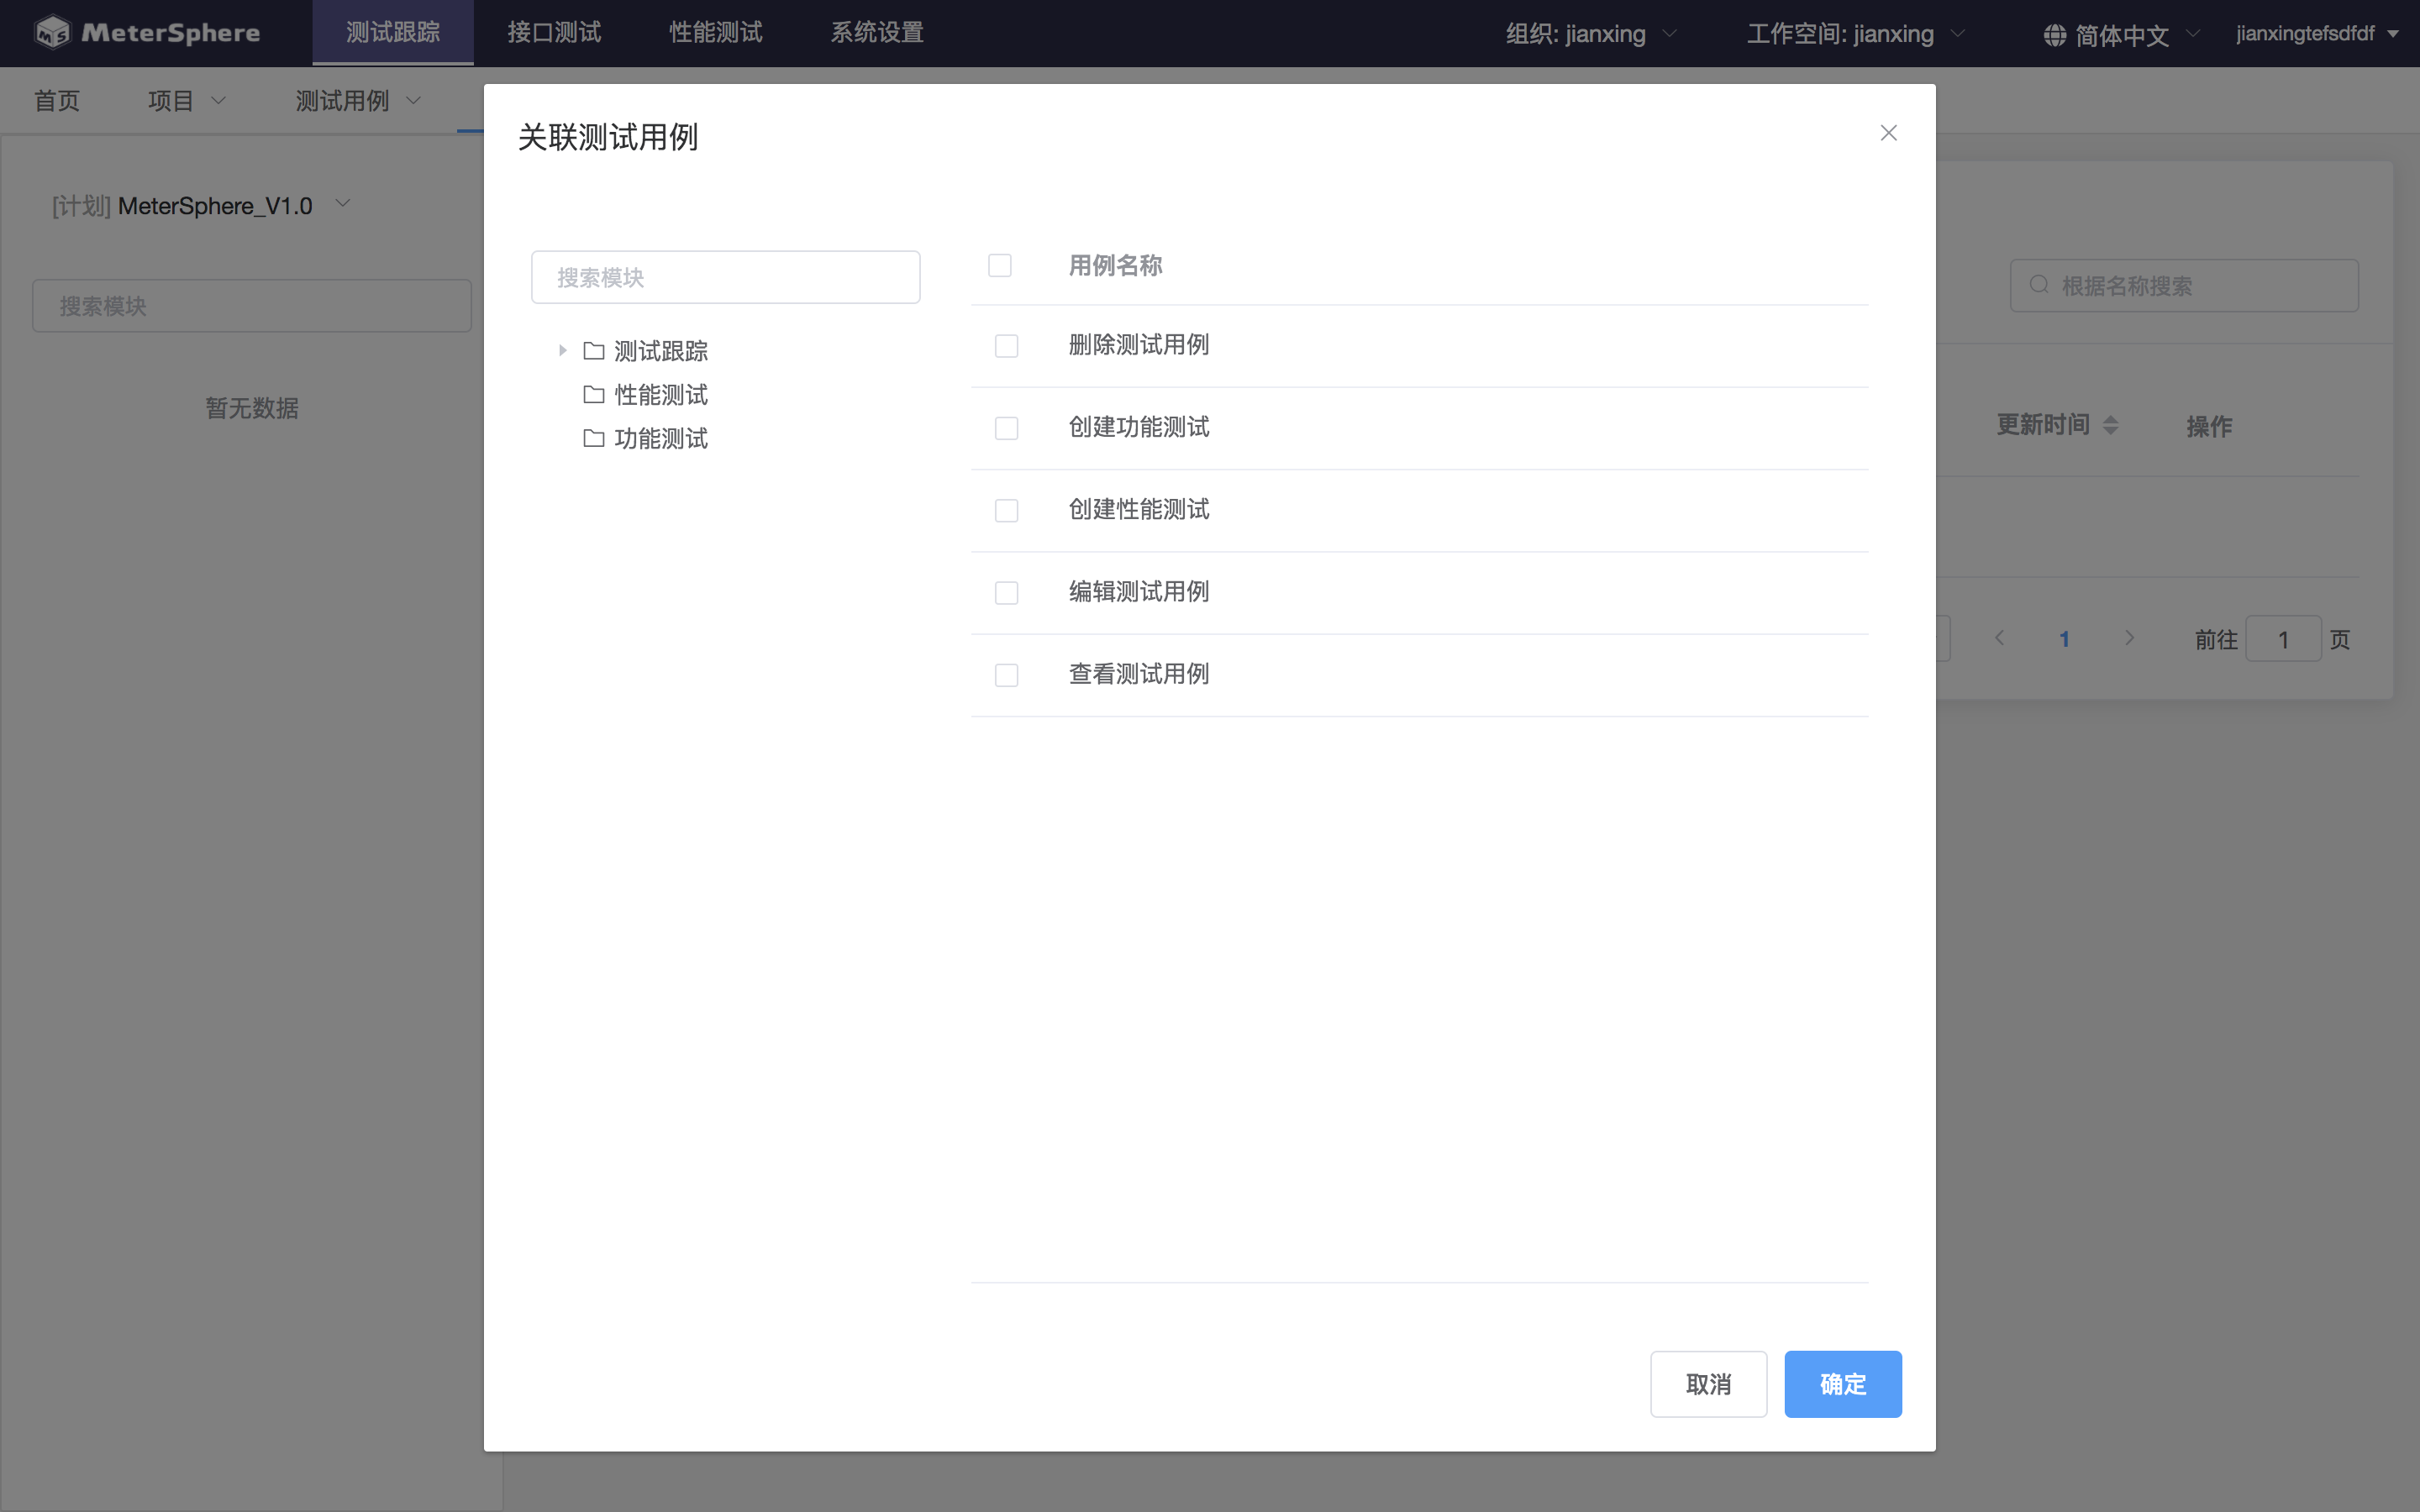 MeterSphere 测试跟踪 接口测试 性能测试 系统设置 组织: jianxing 工作空间: jianxing 简体中文 jianxingtefsdfdf
首页 项目 测试用例
关联测试用例
[计划] MeterSphere_V1.0
搜索模块
暂无数据
搜索模块
测试跟踪
性能测试
功能测试
用例名称
删除测试用例
创建功能测试
创建性能测试
编辑测试用例
查看测试用例
根据名称搜索
更新时间 操作
1 前往 1 页
取消 确定